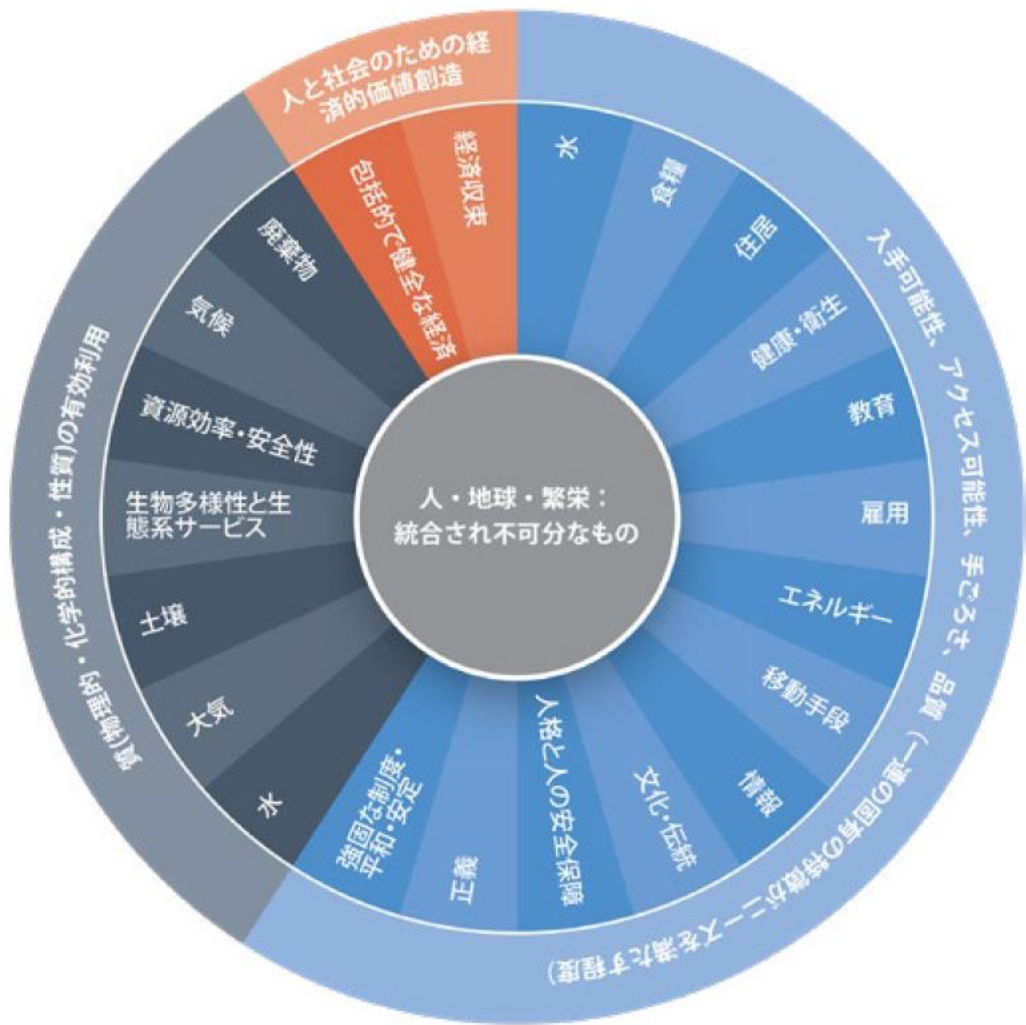 人と社会のための経
済的価値創造
包括的で健全な経済
経済収束
入手可能性、アクセス可能性、手ごろさ、品質 (一連の固有の特徴がニーズを満たす程度)
水
食糧
住居
健康・衛生
教育
雇用
エネルギー
移動手段
情報
文化・伝統
人格と人の安全保障
正義
強固な制度・
平和・安定
質(物理的・化学的構成・性質)の有効利用
水
大気
土壌
生物多様性と生
態系サービス
資源効率・安全性
気候
廃棄物
人・地球・繁栄：
統合され不可分なもの